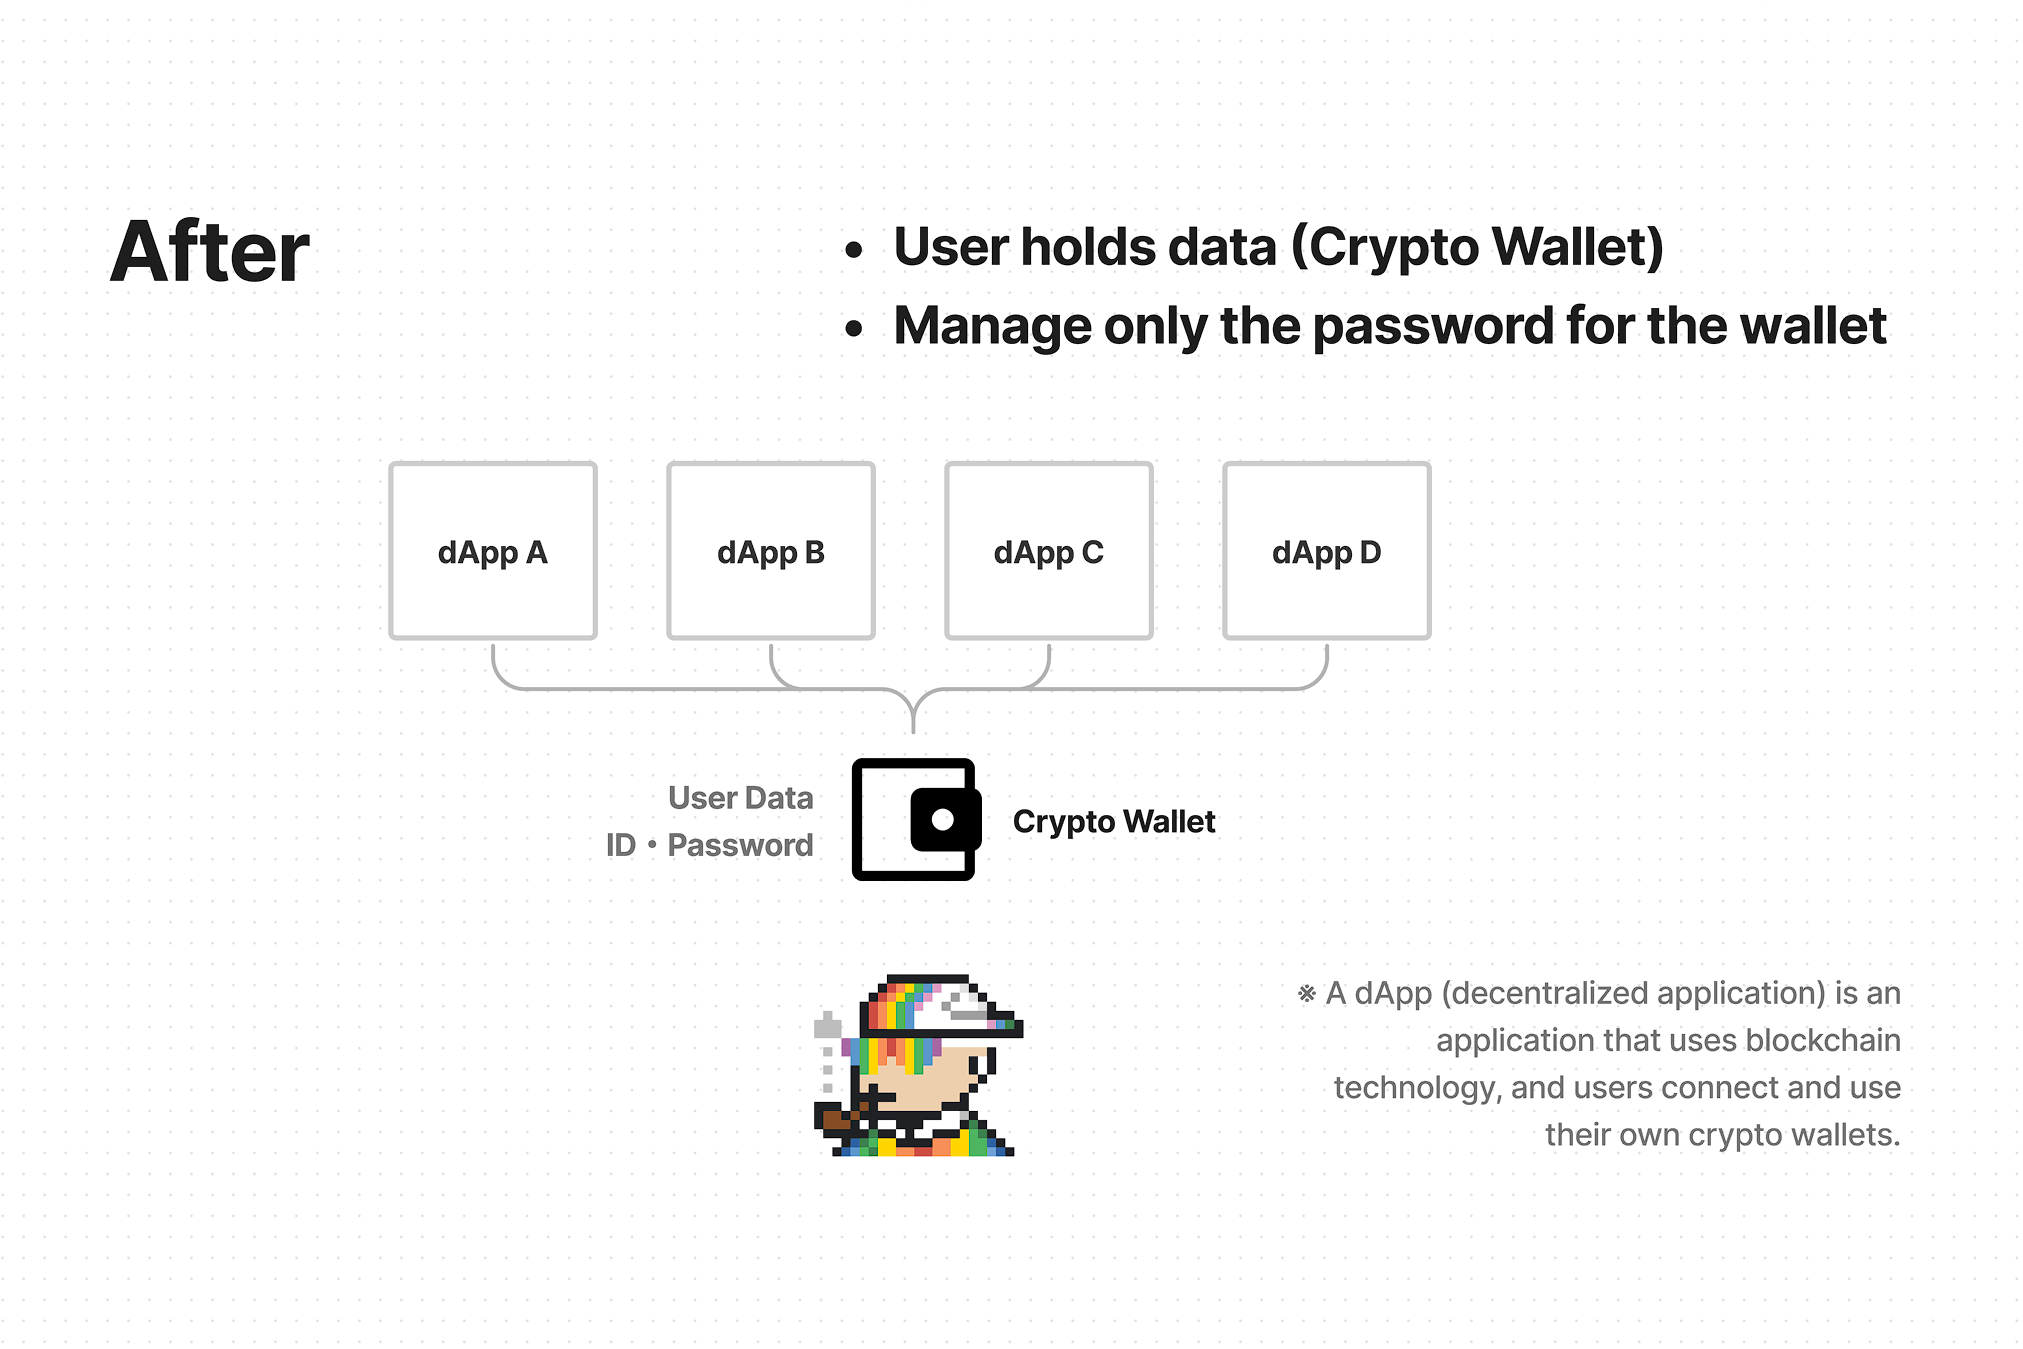 After
• User holds data (Crypto Wallet)
• Manage only the password for the wallet
dApp A
dApp B
dApp C
dApp D
User Data
ID・Password
Crypto Wallet
※ A dApp (decentralized application) is an
application that uses blockchain
technology, and users connect and use
their own crypto wallets.